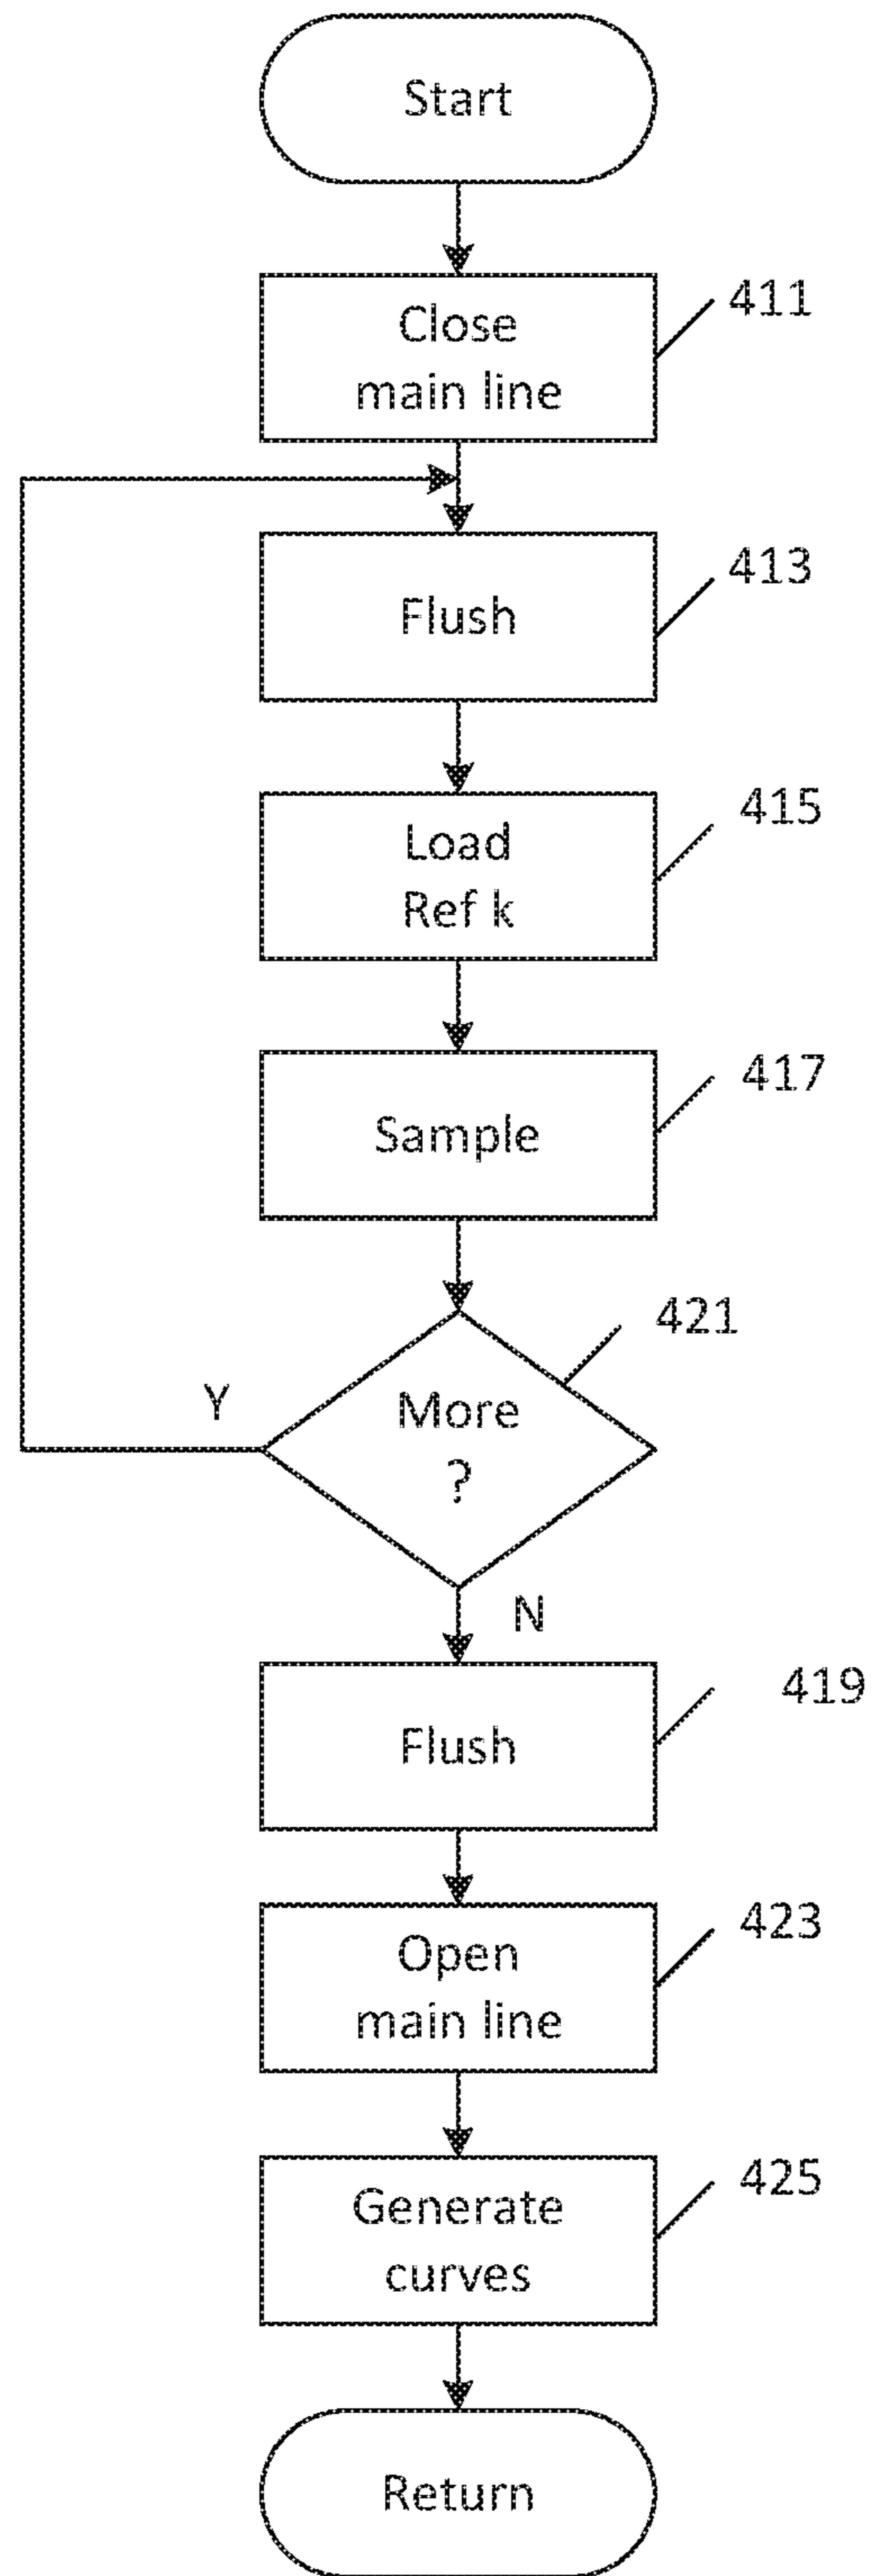 Start
411
Close
main line
413
Flush
415
Load
Ref k
417
Sample
421
Y
More
?
N
419
Flush
423
Open
main line
425
Generate
curves
Return